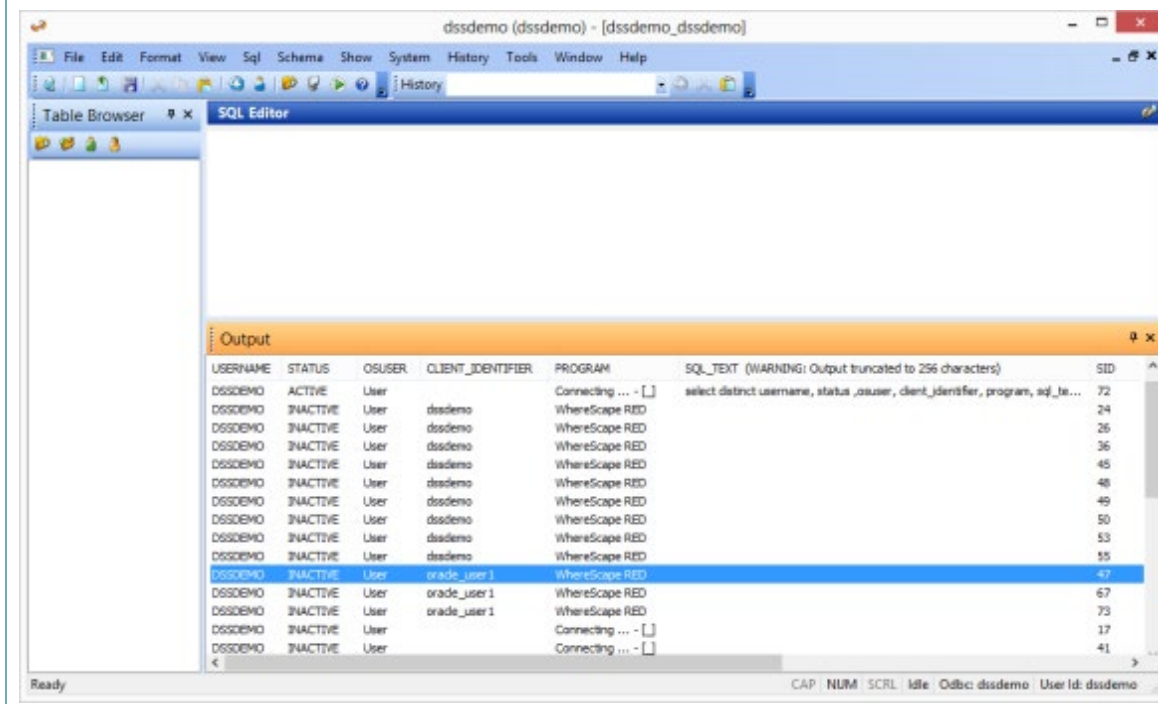 dssdemo (dssdemo) - [dssdemo_dssdemo]
File Edit Format View Sql Schema Show System History Tools Window Help
History
Table Browser
SQL Editor
Output
USERNAME STATUS OSUSER CLIENT_IDENTIFIER PROGRAM SQL_TEXT (WARNING: Output truncated to 256 characters) SID
DSSDEMO ACTIVE User Connecting ... - [_] select distinct username, status ,osuser, client_identifier, program, sql_te... 72
DSSDEMO INACTIVE User dssdemo WhereScape RED 24
DSSDEMO INACTIVE User dssdemo WhereScape RED 26
DSSDEMO INACTIVE User dssdemo WhereScape RED 36
DSSDEMO INACTIVE User dssdemo WhereScape RED 45
DSSDEMO INACTIVE User dssdemo WhereScape RED 48
DSSDEMO INACTIVE User dssdemo WhereScape RED 49
DSSDEMO INACTIVE User dssdemo WhereScape RED 50
DSSDEMO INACTIVE User dssdemo WhereScape RED 53
DSSDEMO INACTIVE User dssdemo WhereScape RED 55
DSSDEMO INACTIVE User oracle_user1 WhereScape RED 47
DSSDEMO INACTIVE User oracle_user1 WhereScape RED 67
DSSDEMO INACTIVE User oracle_user1 WhereScape RED 73
DSSDEMO INACTIVE User Connecting ... - [_] 17
DSSDEMO INACTIVE User Connecting ... - [_] 41
Ready CAP NUM SCRL Idle Odbc: dssdemo User Id: dssdemo